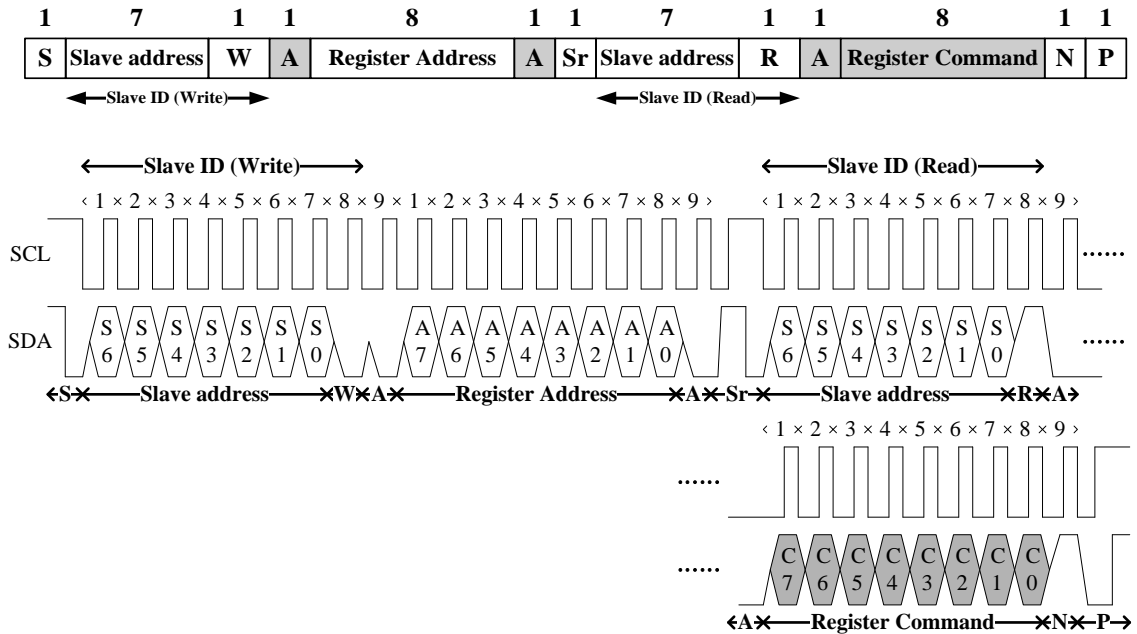 1 7 1 1 8 1 1 7 1 1 8 1 1
S Slave address W A Register Address A Sr Slave address R A Register Command N P
Slave ID (Write) Slave ID (Read)
Slave ID (Write) Slave ID (Read)
‹ 1 × 2 × 3 × 4 × 5 × 6 × 7 × 8 × 9 × 1 × 2 × 3 × 4 × 5 × 6 × 7 × 8 × 9 › ‹ 1 × 2 × 3 × 4 × 5 × 6 × 7 × 8 × 9 ›
SCL ......
SDA S6 S5 S4 S3 S2 S1 S0 A7 A6 A5 A4 A3 A2 A1 A0 S6 S5 S4 S3 S2 S1 S0 ......
S Slave address W A Register Address A Sr Slave address R A
‹ 1 × 2 × 3 × 4 × 5 × 6 × 7 × 8 × 9 ›
......
...... C7 C6 C5 C4 C3 C2 C1 C0
A Register Command N P